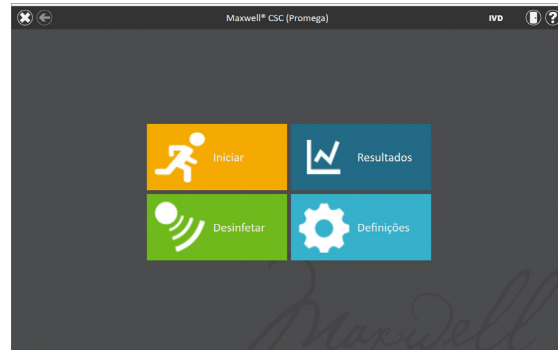 Maxwell® CSC (Promega)
IVD
?
Iniciar
Resultados
Desinfetar
Definições
Maxwell